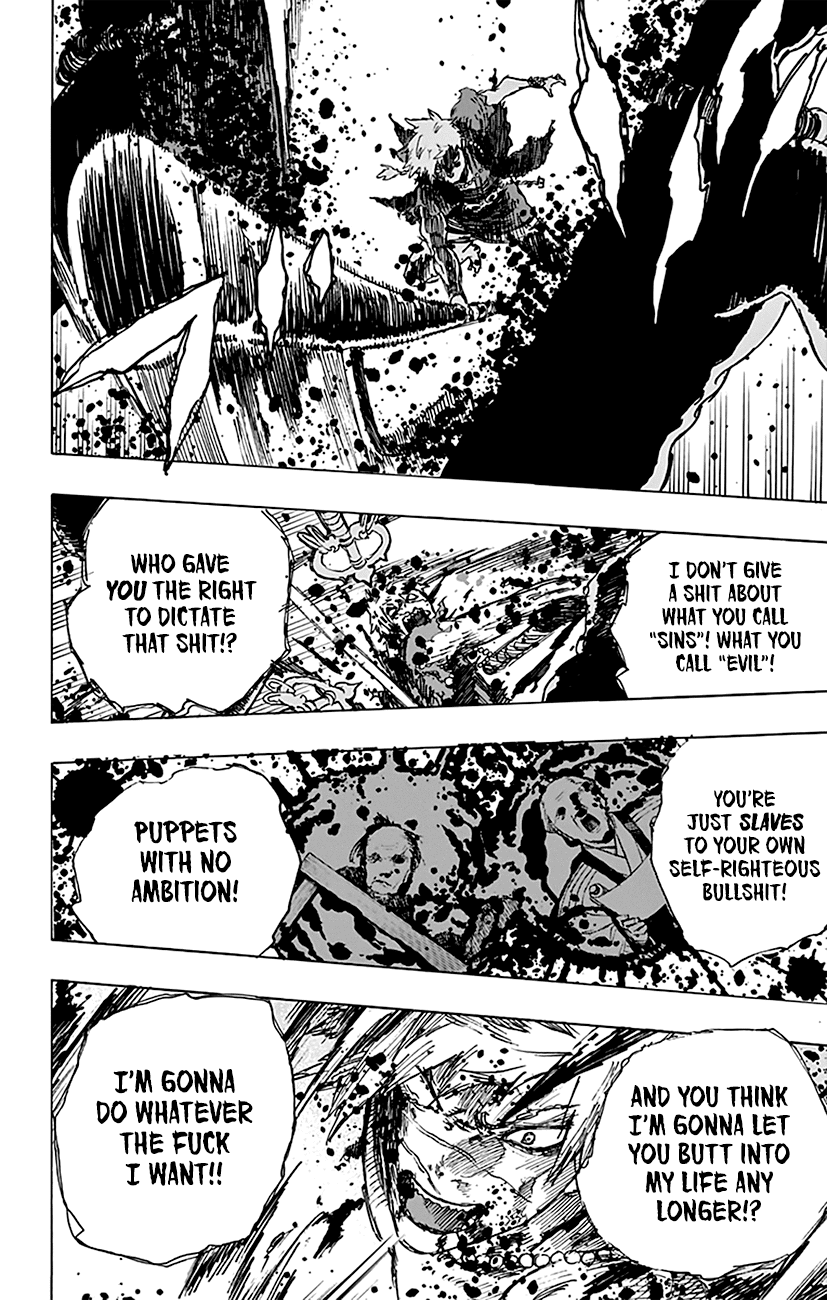 I DON'T GIVE
A SHIT ABOUT
WHAT YOU CALL
"SINS"! WHAT YOU
CALL "EVIL"!
WHO GAVE
YOU THE RIGHT
TO DICTATE
THAT SHIT!?
YOU'RE
JUST SLAVES
TO YOUR OWN
SELF-RIGHTEOUS
BULLSHIT!
PUPPETS
WITH NO
AMBITION!
AND YOU THINK
I'M GONNA LET
YOU BUTT INTO
MY LIFE ANY
LONGER!?
I'M GONNA
DO WHATEVER
THE FUCK
I WANT!!